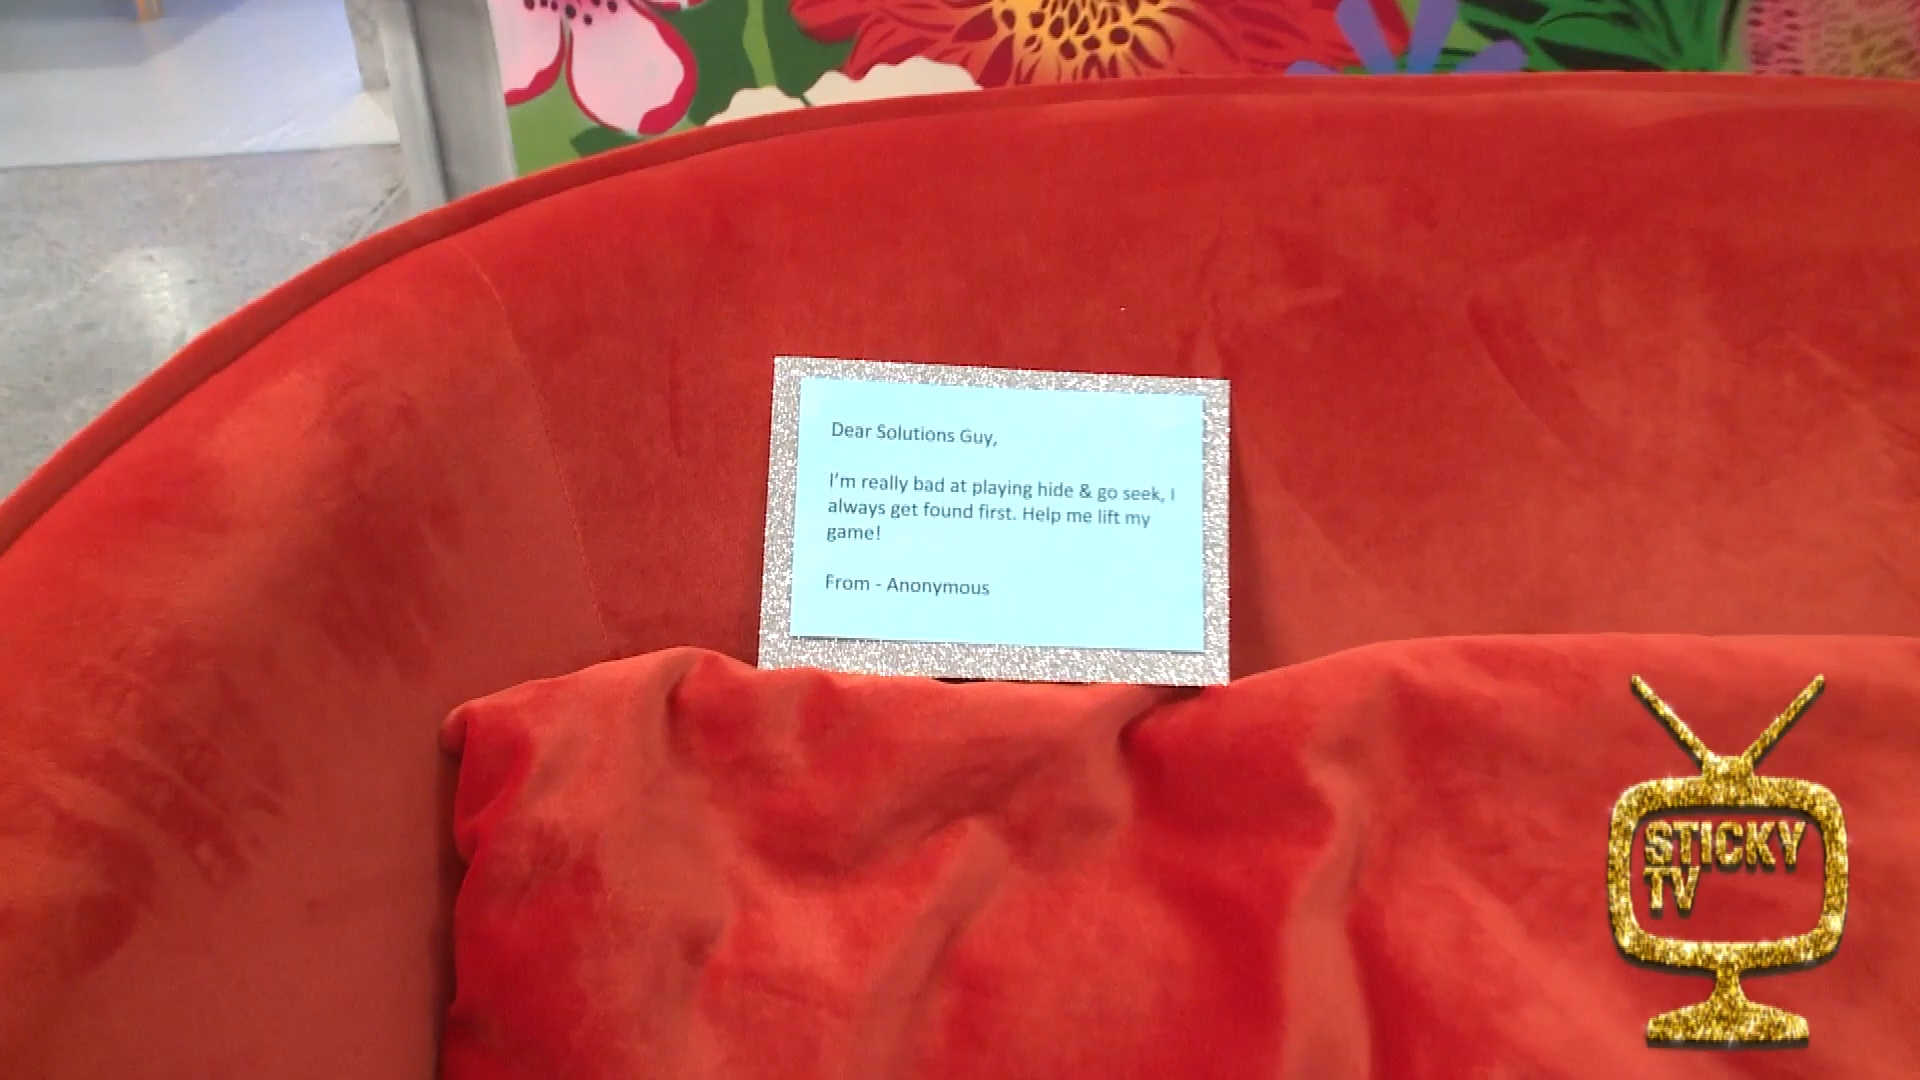 Dear Solutions Guy,
I'm really bad at playing hide & go seek, I
always get found first. Help me lift my
game!
From - Anonymous
STICKY
TV